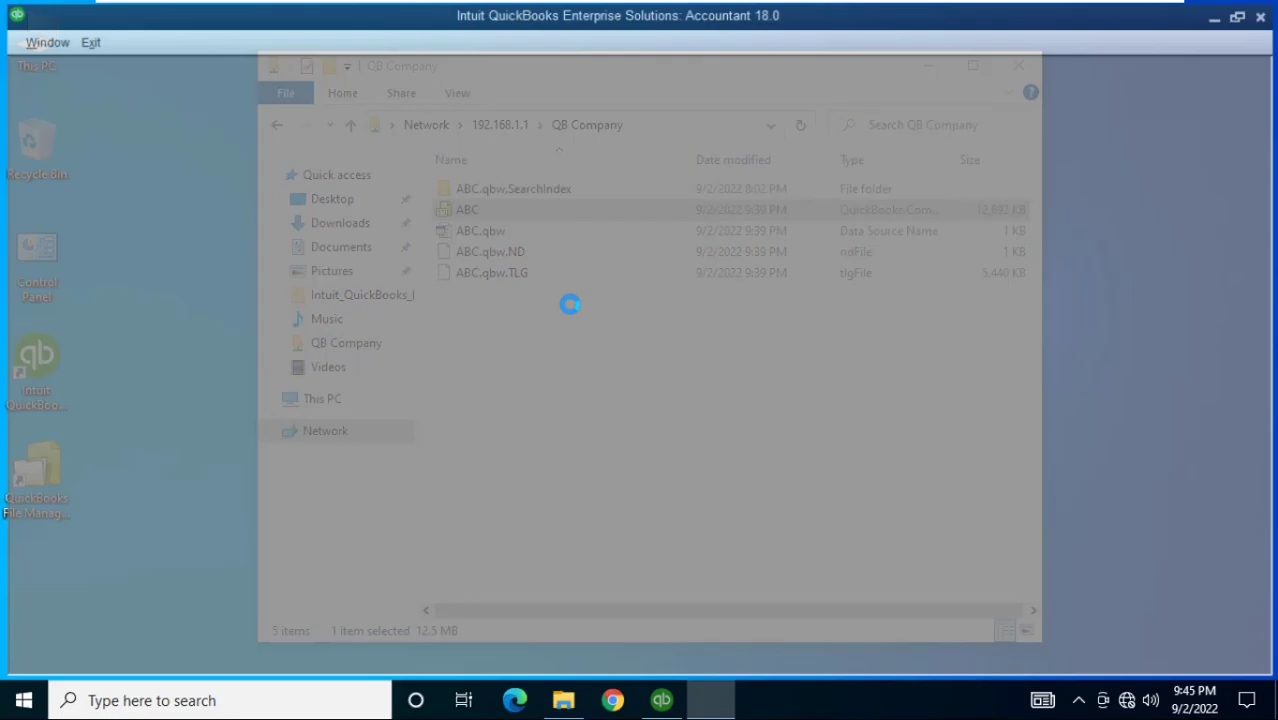 Intuit QuickBooks Enterprise Solutions: Accountant 18.0
Window Exit
This PC
QB Company
File Home Share View
Network 192.168.1.1 QB Company
Search QB Company
Name Date modified Type Size
Recycle Bin
Quick access
Desktop
Downloads
Documents
Pictures
Intuit_QuickBooks_I
Music
QB Company
Videos
This PC
Network
ABC.qbw.SearchIndex 9/2/2022 8:02 PM File folder
ABC 9/2/2022 9:39 PM QuickBooks Com... 12,892 KB
ABC.qbw 9/2/2022 9:39 PM Data Source Name 1 KB
ABC.qbw.ND 9/2/2022 9:39 PM ndFile 1 KB
ABC.qbw.TLG 9/2/2022 9:39 PM tlgFile 5,440 KB
Control
Panel
qb
Intuit
QuickBoo...
QuickBooks
File Manag...
5 items 1 item selected 12.5 MB
Type here to search
qb
9:45 PM
9/2/2022